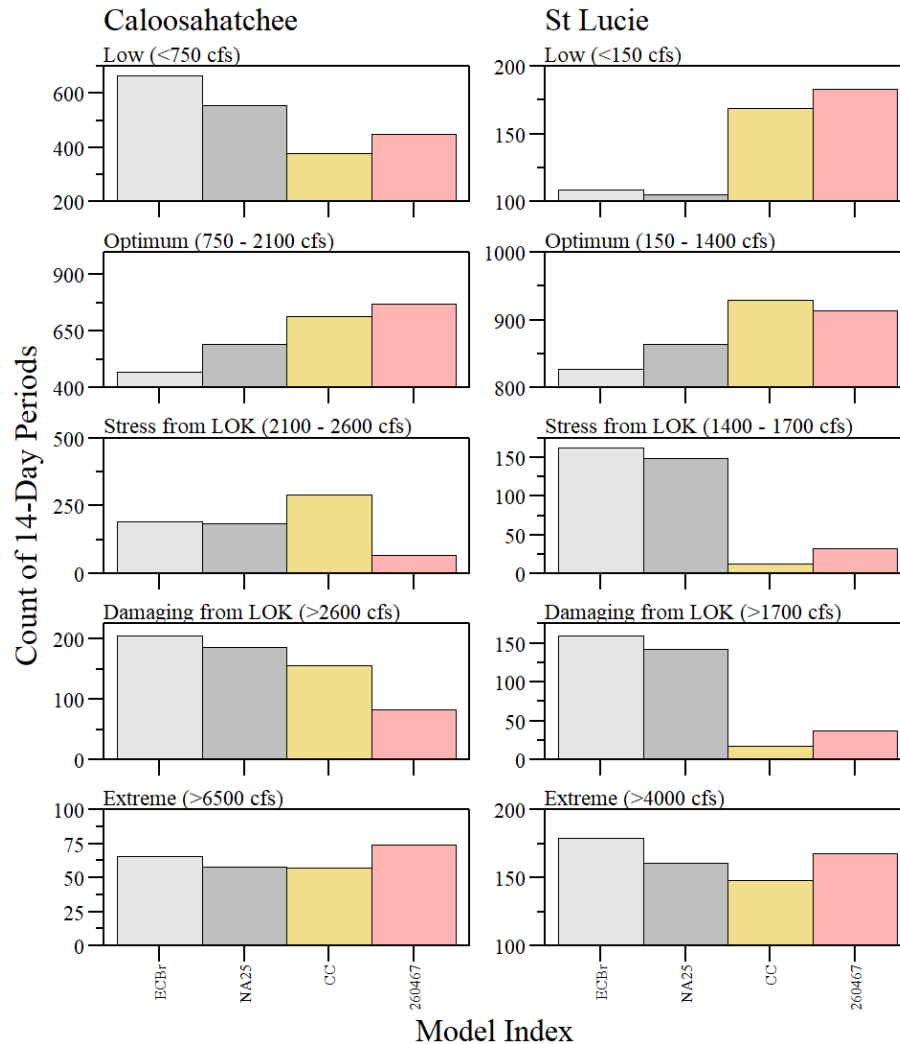 Caloosahatchee
St Lucie
Count of 14-Day Periods
Low (<750 cfs)
600
400
200
Low (<150 cfs)
200
150
100
Optimum (750 - 2100 cfs)
900
650
400
Optimum (150 - 1400 cfs)
1000
900
800
Stress from LOK (2100 - 2600 cfs)
500
250
0
Stress from LOK (1400 - 1700 cfs)
150
100
50
0
Damaging from LOK (>2600 cfs)
200
100
0
Damaging from LOK (>1700 cfs)
150
100
50
0
Extreme (>6500 cfs)
100
75
50
25
0
Extreme (>4000 cfs)
200
150
100
ECBr
NA25
CC
260467
ECBr
NA25
CC
260467
Model Index